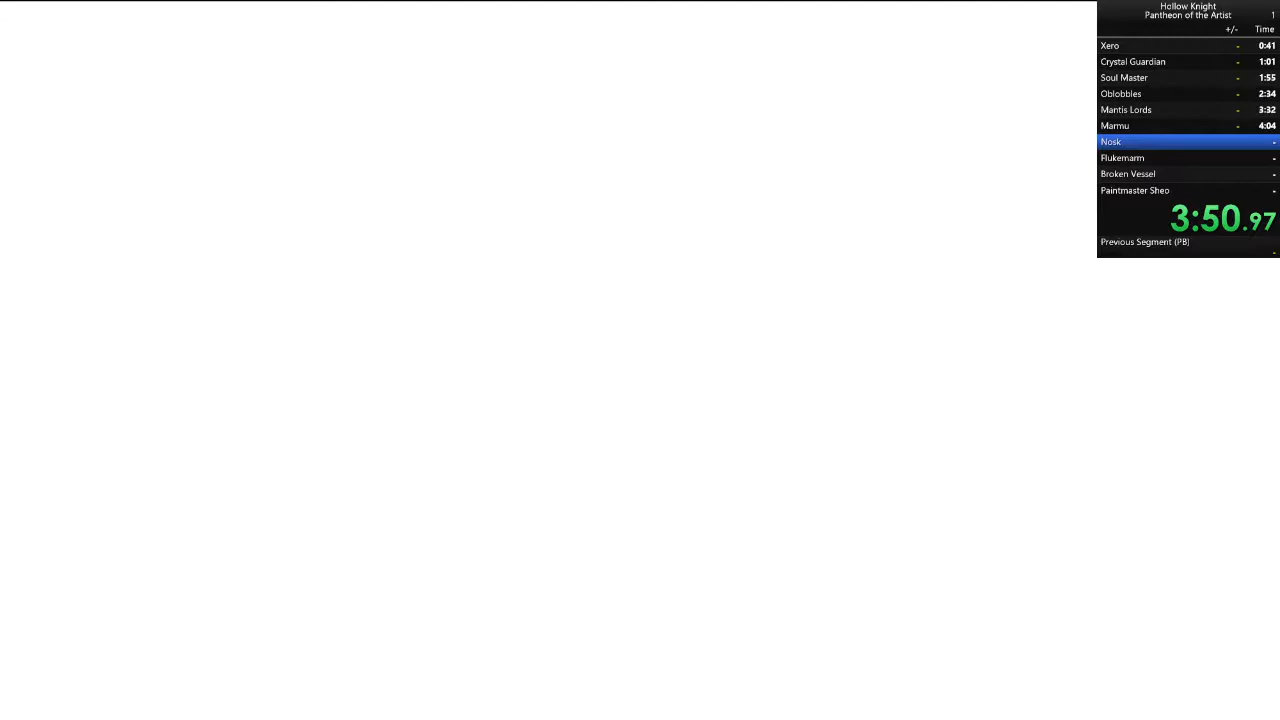 Hollow Knight
Pantheon of the Artist 1
+/- Time
Xero - 0:41
Crystal Guardian - 1:01
Soul Master - 1:55
Oblobbles - 2:34
Mantis Lords - 3:32
Marmu - 4:04
Nosk -
Flukemarm -
Broken Vessel -
Paintmaster Sheo -
3:50.97
Previous Segment (PB)
-